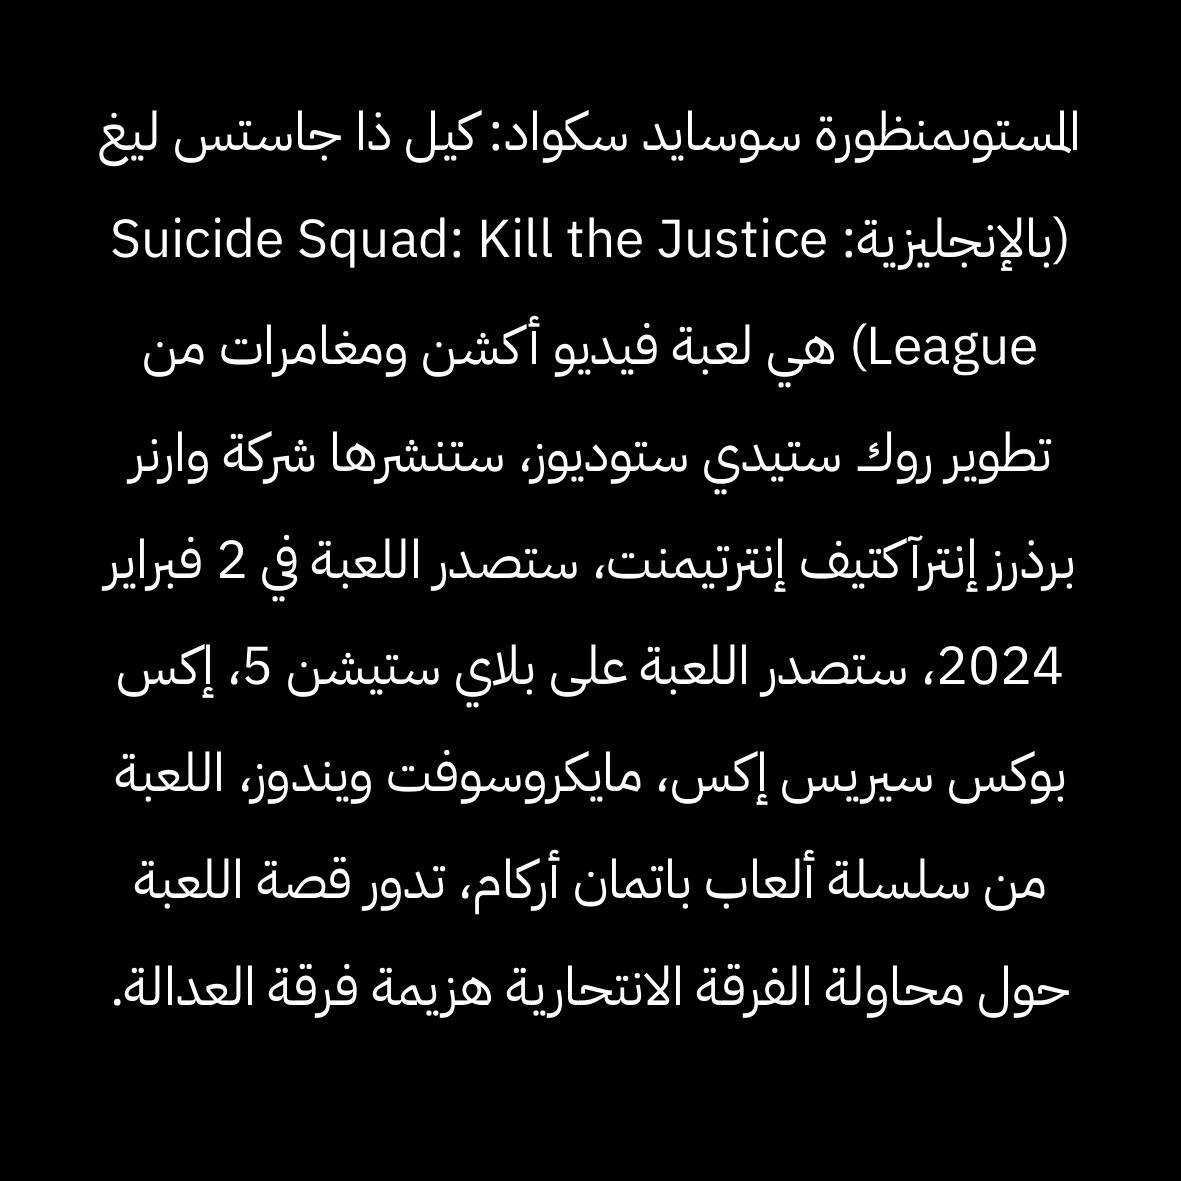 المستوىمنظورة سوسايد سكواد: كيل ذا جاستس ليغ
(بالإنجليزية: Suicide Squad: Kill the Justice
League) هي لعبة فيديو أكشن ومغامرات من
تطوير روك ستيدي ستوديوز، ستنشرها شركة وارنر
برذرز إنترآكتيف إنترتيمنت، ستصدر اللعبة في 2 فبراير
2024، ستصدر اللعبة على بلاي ستيشن 5، إكس
بوكس سيريس إكس، مايكروسوفت ويندوز، اللعبة
من سلسلة ألعاب باتمان أركام، تدور قصة اللعبة
حول محاولة الفرقة الانتحارية هزيمة فرقة العدالة.